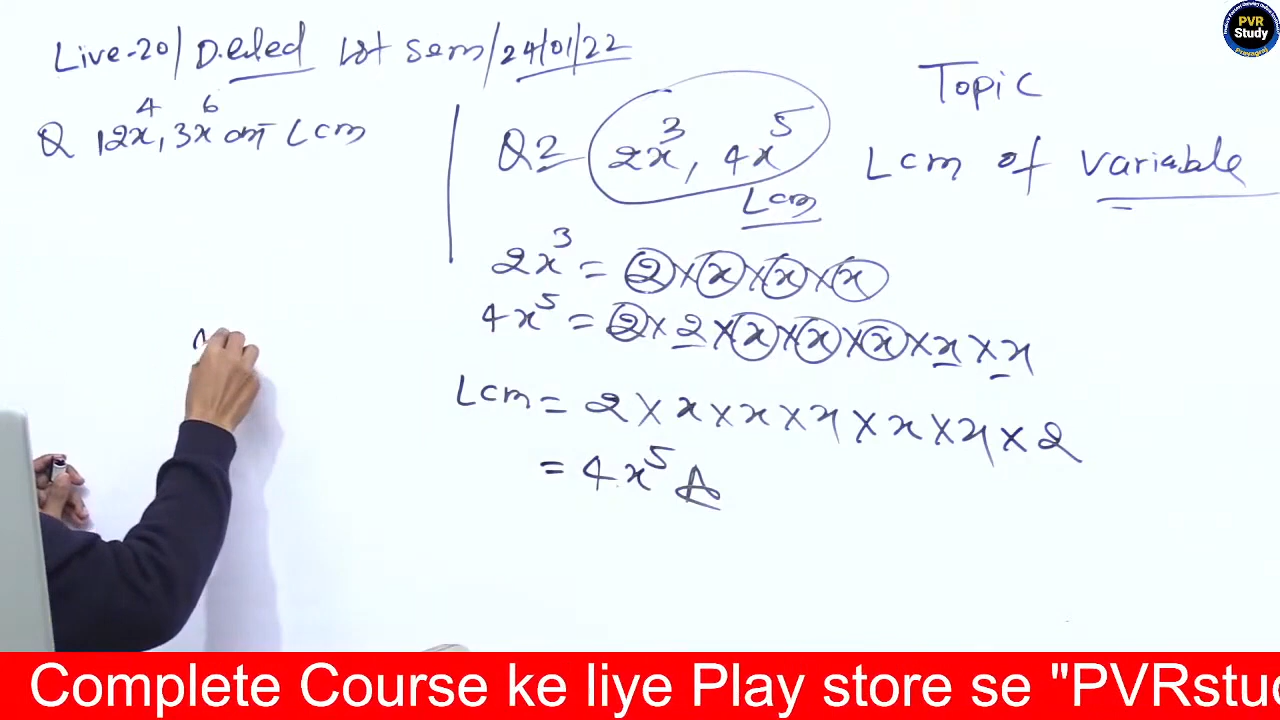 Live-20/ D.el.ed Ist sem/24/01/22
Q 12x⁴, 3x⁶ का Lcm
Q2 2x³, 4x⁵
Lcm
Topic
Lcm of variable
2x³ = 2×x×x×x
4x⁵ = 2×2×x×x×x×x×x
Lcm = 2×x×x×x×x×x×2
= 4x⁵ A
PVR
Study
Prayagraj
Complete Course ke liye Play store se "PVRstu